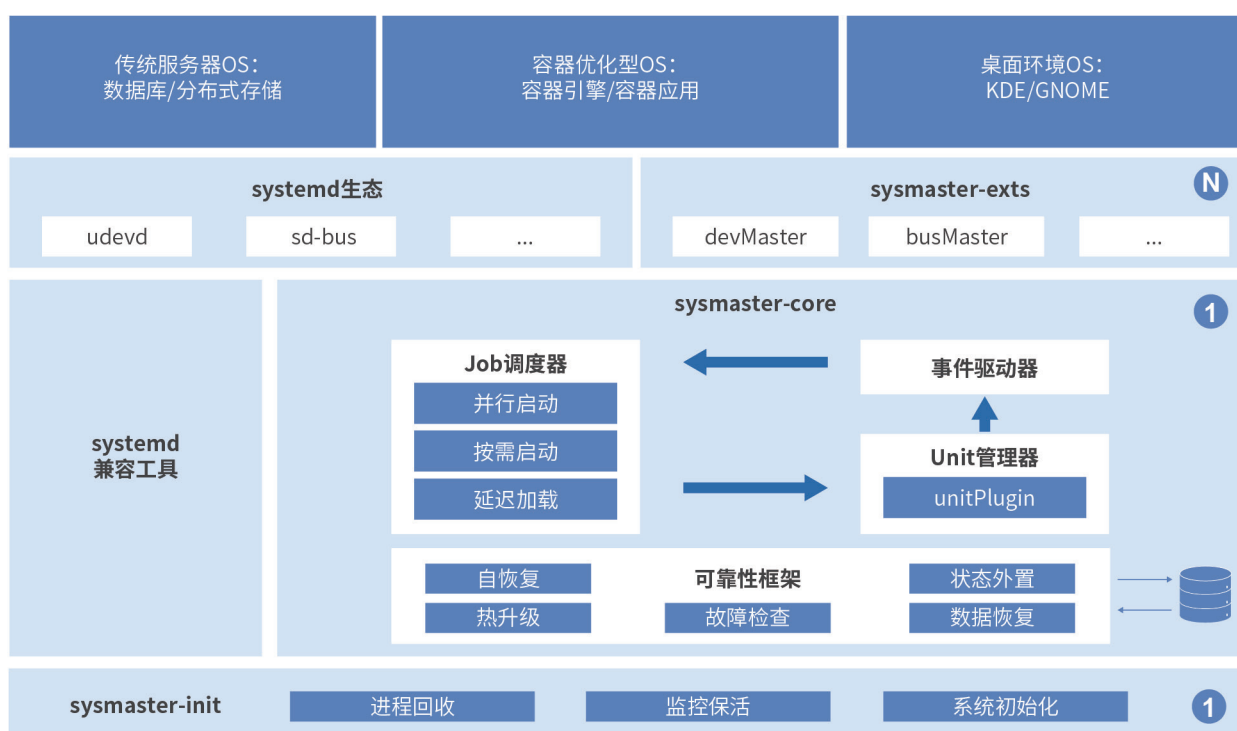 传统服务器OS：
数据库/分布式存储
容器优化型OS：
容器引擎/容器应用
桌面环境OS：
KDE/GNOME
systemd生态
udevd
sd-bus
...
sysmaster-exts
N
devMaster
busMaster
...
systemd
兼容工具
sysmaster-core
1
Job调度器
并行启动
按需启动
延迟加载
事件驱动器
Unit管理器
unitPlugin
可靠性框架
自恢复
热升级
故障检查
状态外置
数据恢复
sysmaster-init
进程回收
监控保活
系统初始化
1